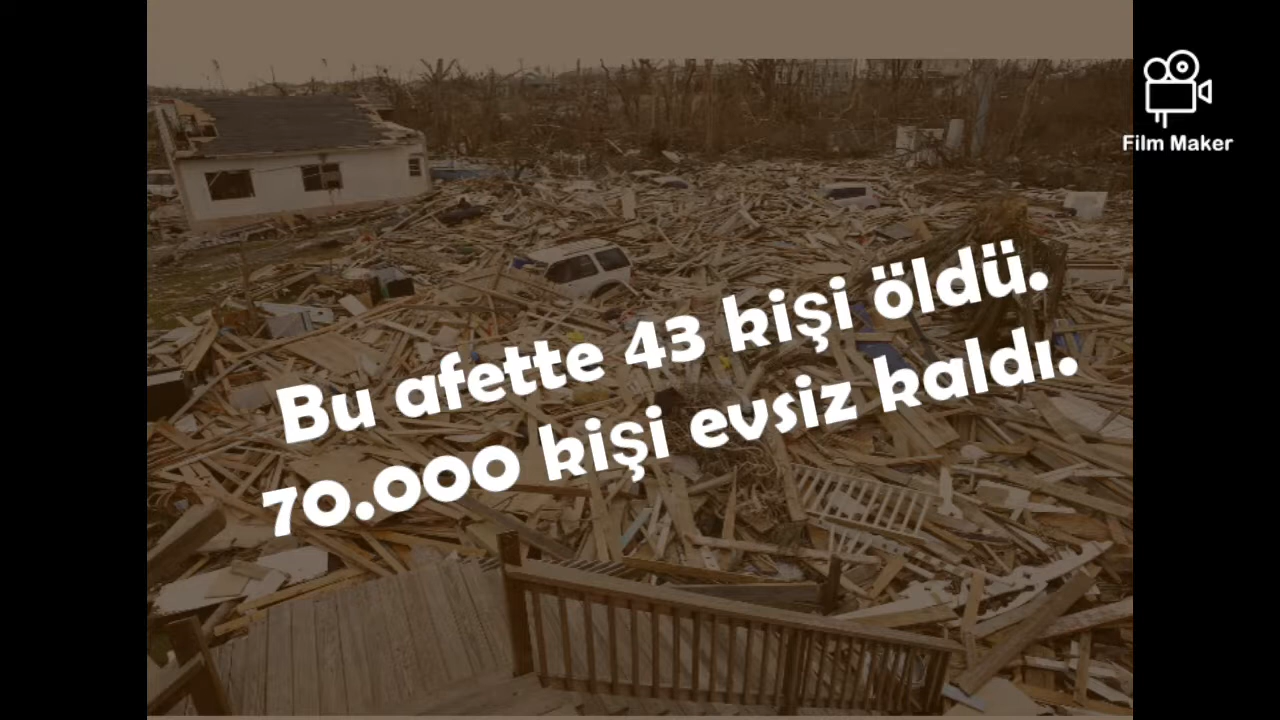 Film Maker
Bu afette 43 kişi öldü.
70.000 kişi evsiz kaldı.